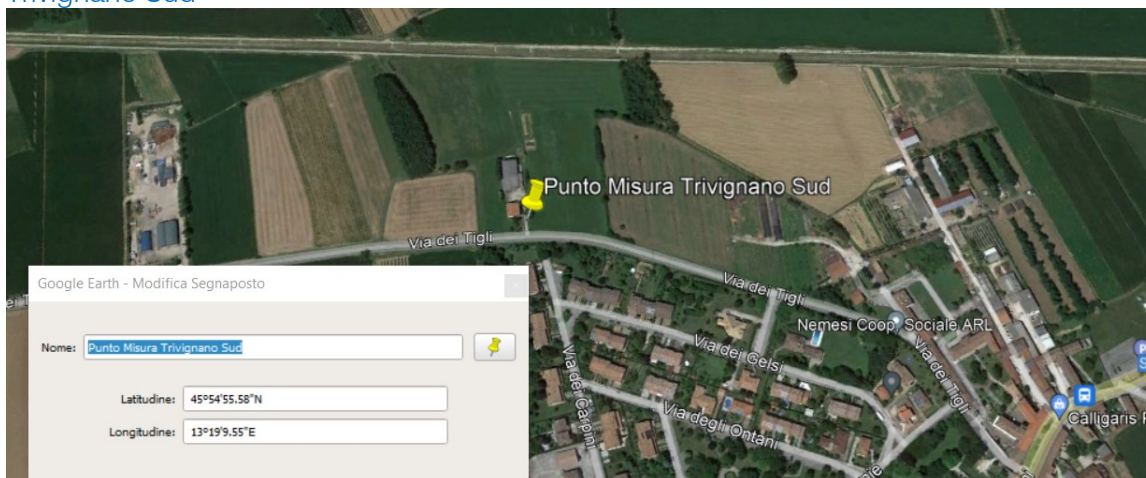 Trivignano Sud
Punto Misura Trivignano Sud
Via dei Tigli
Google Earth - Modifica Segnaposto
Via dei Tigli
Nome: Punto Misura Trivignano Sud
Nemesi Coop, Sociale ARL
Via dei Gelsi
Via dei Tigli
Via dei Carpini
Latitudine: 45°54'55.58"N
Longitudine: 13°19'9.55"E
Via degli Ontani
Calligaris